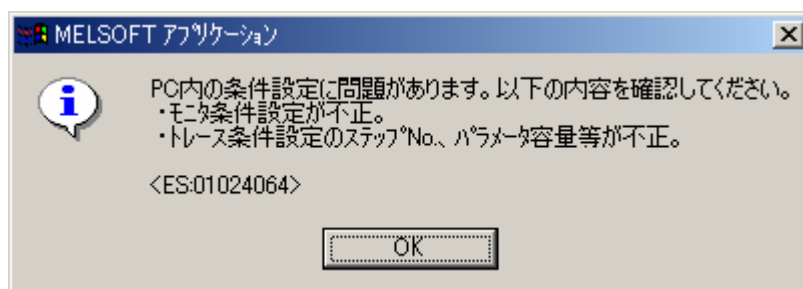 MELSOFT アプリケーション
PC内の条件設定に問題があります。以下の内容を確認してください。
・モニタ条件設定が不正。
・トレース条件設定のステップNo.、パラメータ容量等が不正。
<ES:01024064>
OK